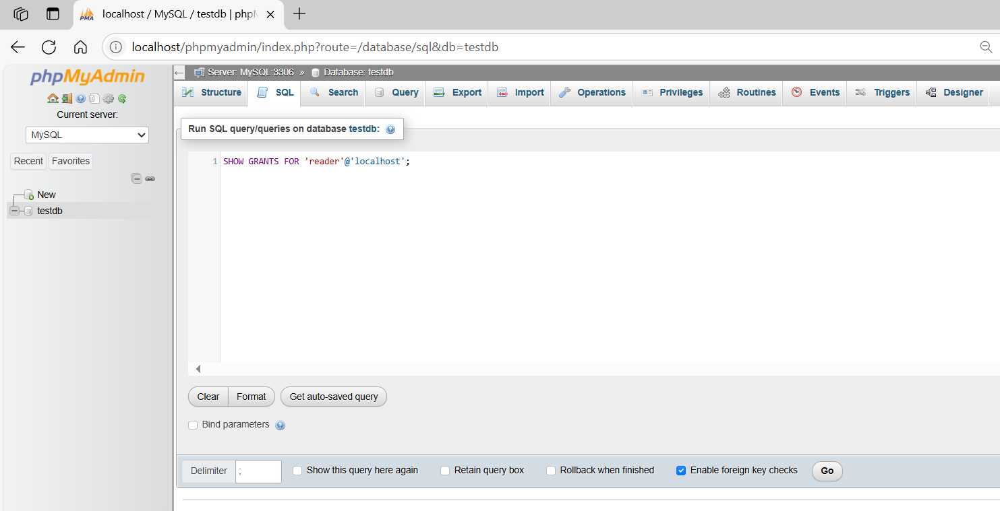 localhost / MySQL / testdb | phpM
localhost/phpmyadmin/index.php?route=/database/sql&db=testdb
phpMyAdmin
Current server:
MySQL
Recent Favorites
New
testdb
Server: MySQL:3306 » Database: testdb
Structure SQL Search Query Export Import Operations Privileges Routines Events Triggers Designer
Run SQL query/queries on database testdb:
1 SHOW GRANTS FOR 'reader'@'localhost';
Clear Format Get auto-saved query
Bind parameters
Delimiter ; Show this query here again Retain query box Rollback when finished Enable foreign key checks Go